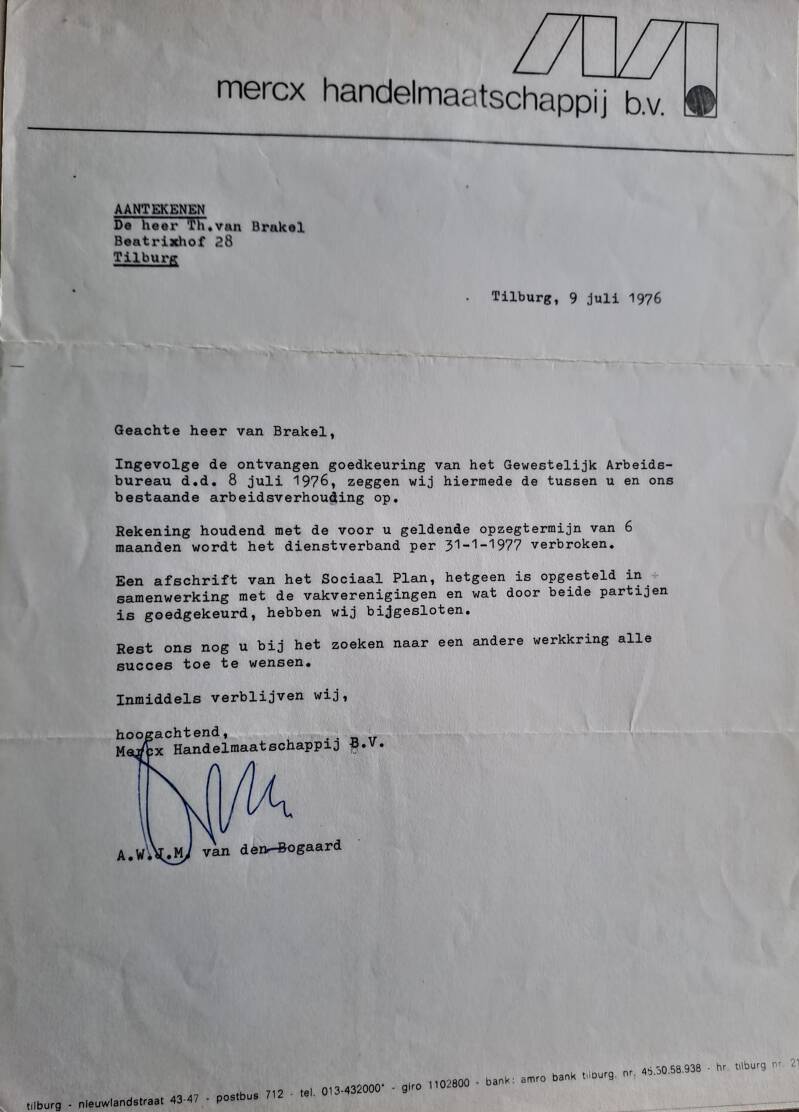 mercx handelmaatschappij b.v.
AANTEKENEN
De heer Th.van Brakel
Beatrixhof 28
Tilburg
Tilburg, 9 juli 1976
Geachte heer van Brakel,
Ingevolge de ontvangen goedkeuring van het Gewestelijk Arbeids-
bureau d.d. 8 juli 1976, zeggen wij hiermede de tussen u en ons
bestaande arbeidsverhouding op.
Rekening houdend met de voor u geldende opzegtermijn van 6
maanden wordt het dienstverband per 31-1-1977 verbroken.
Een afschrift van het Sociaal Plan, hetgeen is opgesteld in
samenwerking met de vakverenigingen en wat door beide partijen
is goedgekeurd, hebben wij bijgesloten.
Rest ons nog u bij het zoeken naar een andere werkkring alle
succes toe te wensen.
Inmiddels verblijven wij,
hoogachtend,
Mercx Handelmaatschappij B.V.
A.W.J.M. van den Bogaard
tilburg - nieuwlandstraat 43-47 - postbus 712 - tel. 013-432000* - giro 1102800 - bank: amro bank tilburg, nr. 45.50.58.938 - hr. tilburg nr.